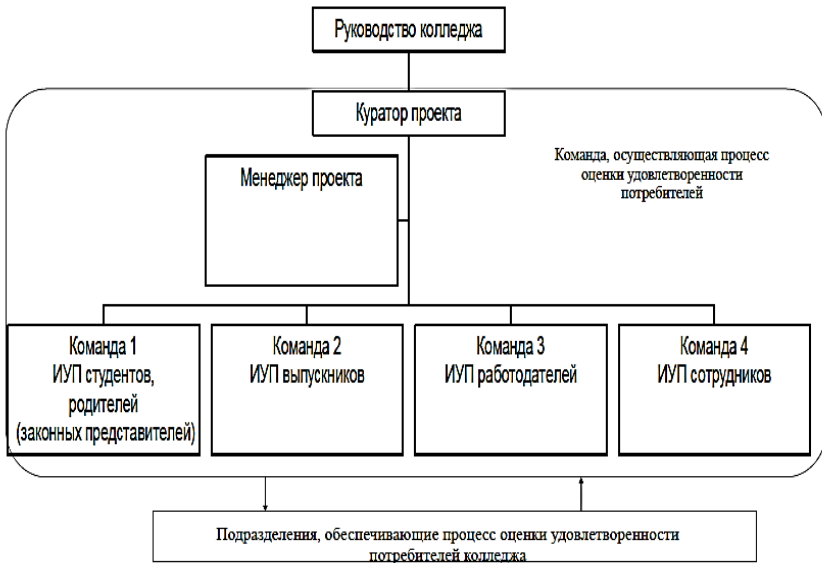 Руководство колледжа
Куратор проекта
Команда, осуществляющая процесс
оценки удовлетворенности
потребителей
Менеджер проекта
Команда 1
ИУП студентов,
родителей
(законных представителей)
Команда 2
ИУП выпускников
Команда 3
ИУП работодателей
Команда 4
ИУП сотрудников
Подразделения, обеспечивающие процесс оценки удовлетворенности
потребителей колледжа